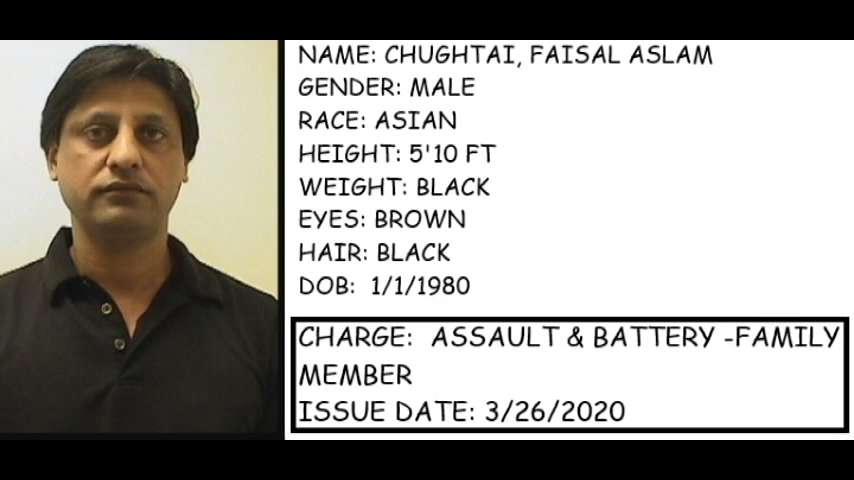 NAME: CHUGHTAI, FAISAL ASLAM
GENDER: MALE
RACE: ASIAN
HEIGHT: 5'10 FT
WEIGHT: BLACK
EYES: BROWN
HAIR: BLACK
DOB: 1/1/1980
CHARGE: ASSAULT & BATTERY -FAMILY
MEMBER
ISSUE DATE: 3/26/2020